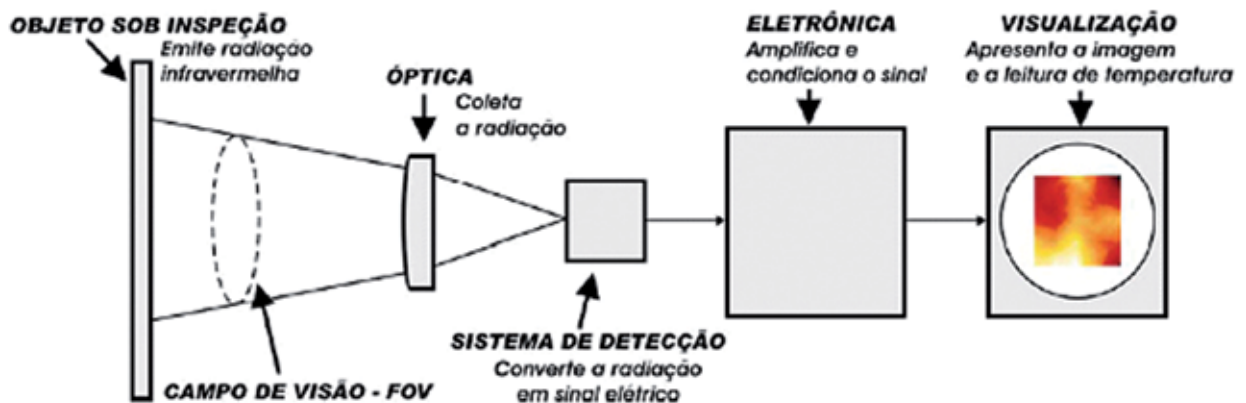 OBJETO SOB INSPEÇÃO
Emite radiação
infravermelha
ÓPTICA
Coleta
a radiação
ELETRÔNICA
Amplifica e
condiciona o sinal
VISUALIZAÇÃO
Apresenta a imagem
e a leitura de temperatura
SISTEMA DE DETECÇÃO
Converte a radiação
em sinal elétrico
CAMPO DE VISÃO - FOV